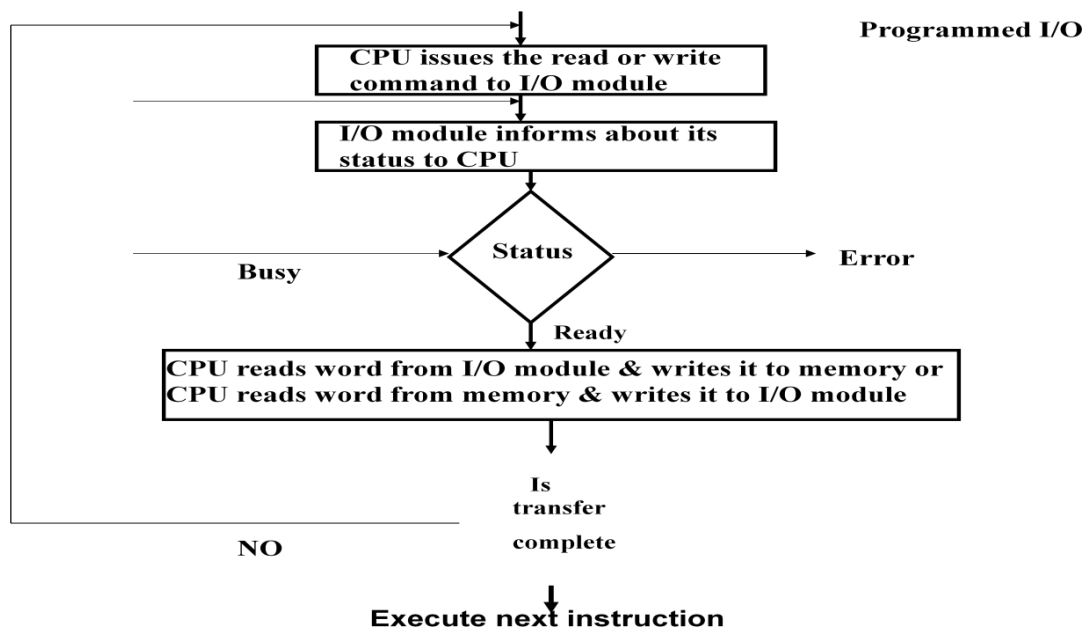 Programmed I/O
CPU issues the read or write
command to I/O module
I/O module informs about its
status to CPU
Status
Busy
Error
Ready
CPU reads word from I/O module & writes it to memory or
CPU reads word from memory & writes it to I/O module
Is
transfer
complete
NO
Execute next instruction